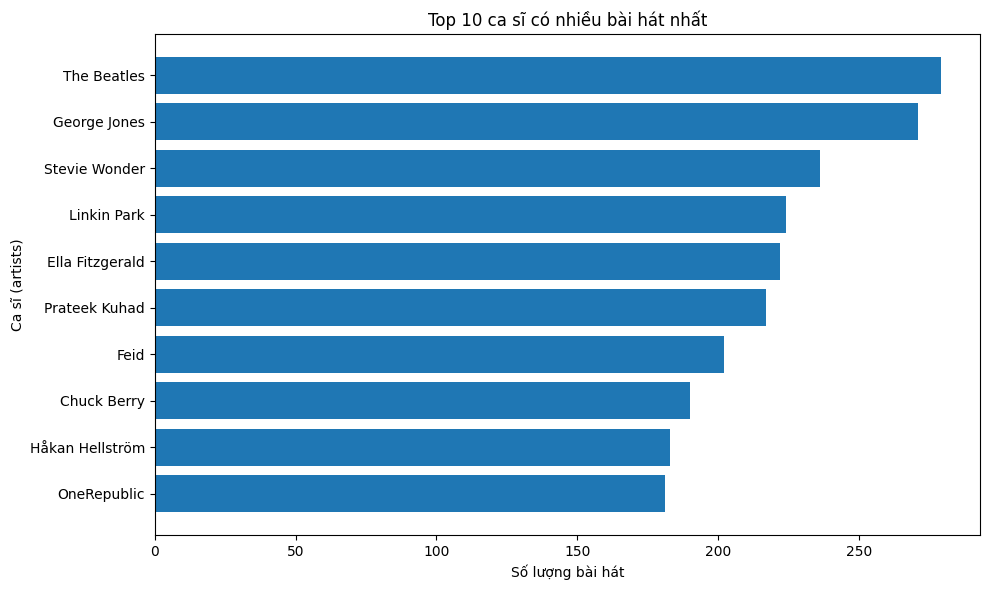 Top 10 ca sĩ có nhiều bài hát nhất
Ca sĩ (artists)
The Beatles
George Jones
Stevie Wonder
Linkin Park
Ella Fitzgerald
Prateek Kuhad
Feid
Chuck Berry
Håkan Hellström
OneRepublic
0 50 100 150 200 250
Số lượng bài hát